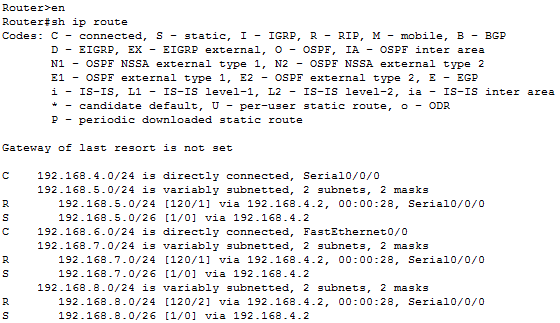 Router>en
Router#sh ip route
Codes: C - connected, S - static, I - IGRP, R - RIP, M - mobile, B - BGP
       D - EIGRP, EX - EIGRP external, O - OSPF, IA - OSPF inter area
       N1 - OSPF NSSA external type 1, N2 - OSPF NSSA external type 2
       E1 - OSPF external type 1, E2 - OSPF external type 2, E - EGP
       i - IS-IS, L1 - IS-IS level-1, L2 - IS-IS level-2, ia - IS-IS inter area
       * - candidate default, U - per-user static route, o - ODR
       P - periodic downloaded static route
Gateway of last resort is not set
C    192.168.4.0/24 is directly connected, Serial0/0/0
     192.168.5.0/24 is variably subnetted, 2 subnets, 2 masks
R       192.168.5.0/24 [120/1] via 192.168.4.2, 00:00:28, Serial0/0/0
S       192.168.5.0/26 [1/0] via 192.168.4.2
C    192.168.6.0/24 is directly connected, FastEthernet0/0
     192.168.7.0/24 is variably subnetted, 2 subnets, 2 masks
R       192.168.7.0/24 [120/1] via 192.168.4.2, 00:00:28, Serial0/0/0
S       192.168.7.0/26 [1/0] via 192.168.4.2
     192.168.8.0/24 is variably subnetted, 2 subnets, 2 masks
R       192.168.8.0/24 [120/2] via 192.168.4.2, 00:00:28, Serial0/0/0
S       192.168.8.0/26 [1/0] via 192.168.4.2